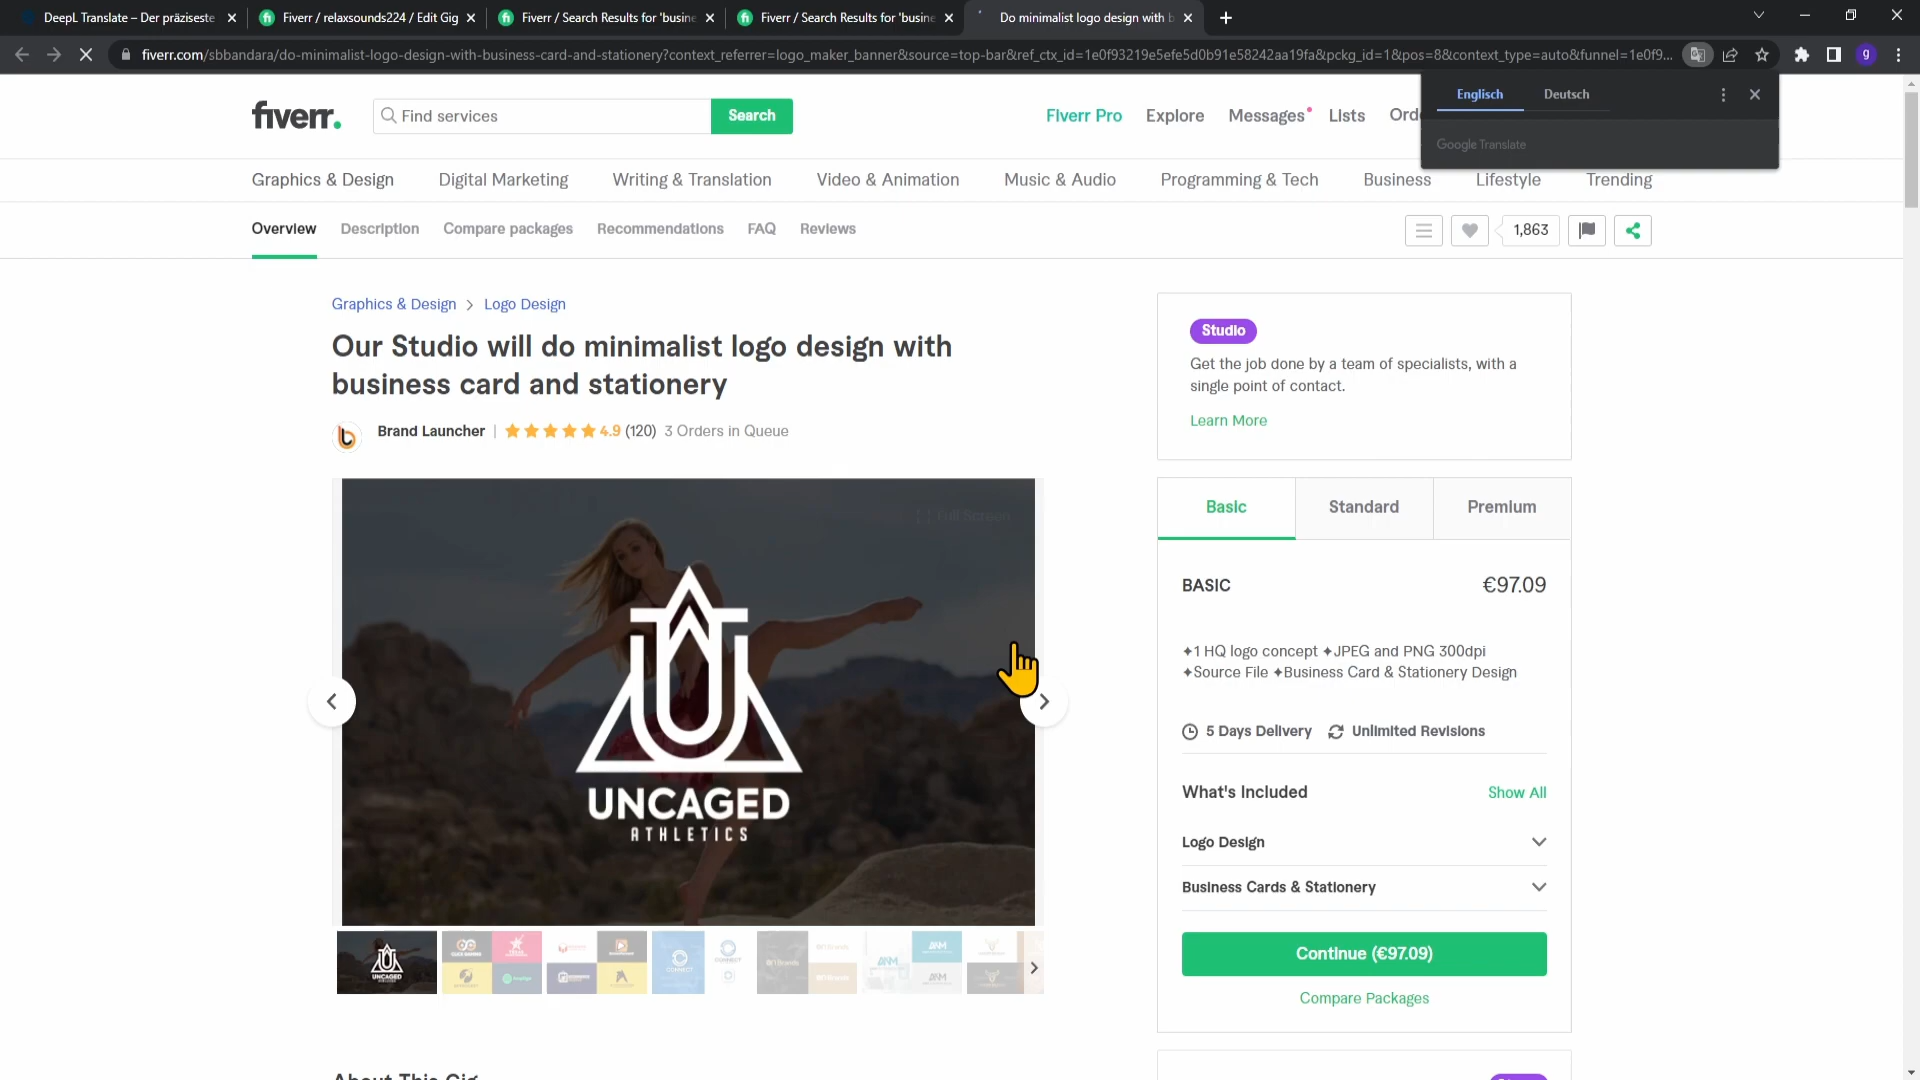 DeepL Translate – Der präziseste
Fiverr / relaxsounds224 / Edit Gig
Fiverr / Search Results for 'busine
Fiverr / Search Results for 'busine
Do minimalist logo design with b
fiverr.com/sbbandara/do-minimalist-logo-design-with-business-card-and-stationery?context_referrer=logo_maker_banner&source=top-bar&ref_ctx_id=1e0f93219e5efe5d0b91e58242aa19fa&pckg_id=1&pos=8&context_type=auto&funnel=1e0f9...
g
Englisch
Deutsch
Google Translate
fiverr.
Find services
Search
Fiverr Pro
Explore
Messages
Lists
Orde
Graphics & Design
Digital Marketing
Writing & Translation
Video & Animation
Music & Audio
Programming & Tech
Business
Lifestyle
Trending
Overview
Description
Compare packages
Recommendations
FAQ
Reviews
1,863
Graphics & Design > Logo Design
Our Studio will do minimalist logo design with
business card and stationery
Brand Launcher | 4.9 (120) 3 Orders in Queue
Full Screen
UNCAGED
ATHLETICS
Studio
Get the job done by a team of specialists, with a
single point of contact.
Learn More
Basic
Standard
Premium
BASIC
€97.09
✦1 HQ logo concept ✦JPEG and PNG 300dpi
✦Source File ✦Business Card & Stationery Design
5 Days Delivery
Unlimited Revisions
What's Included
Show All
Logo Design
Business Cards & Stationery
Continue (€97.09)
Compare Packages
About This Gig